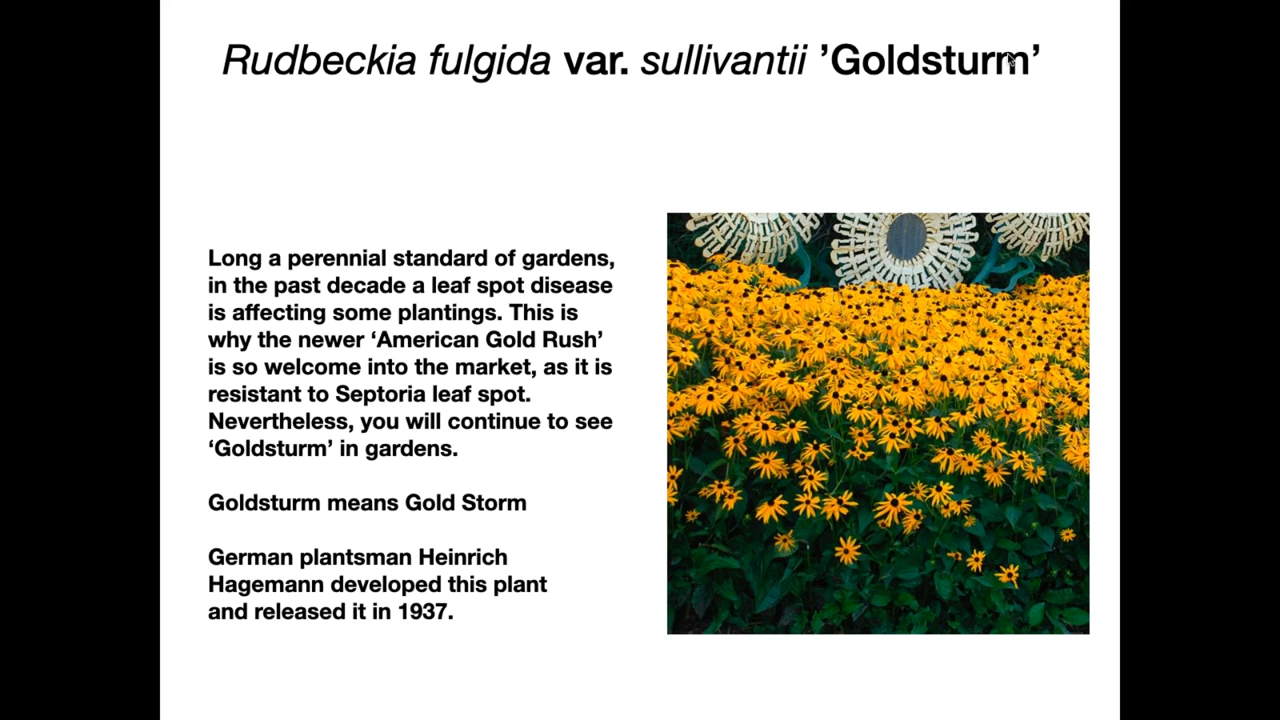 Rudbeckia fulgida var. sullivantii ’Goldsturm’
Long a perennial standard of gardens,
in the past decade a leaf spot disease
is affecting some plantings. This is
why the newer ‘American Gold Rush’
is so welcome into the market, as it is
resistant to Septoria leaf spot.
Nevertheless, you will continue to see
‘Goldsturm’ in gardens.
Goldsturm means Gold Storm
German plantsman Heinrich
Hagemann developed this plant
and released it in 1937.